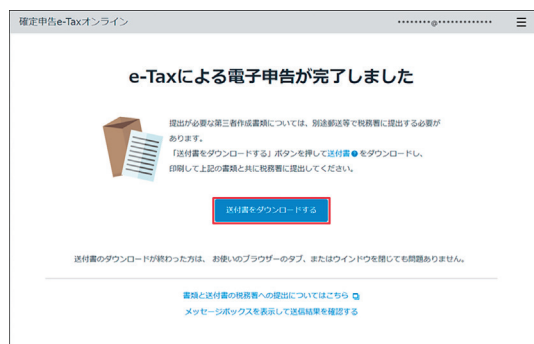 確定申告e-Taxオンライン
********@*************
e-Taxによる電子申告が完了しました
提出が必要な第三者作成書類については、別途郵送等で税務署に提出する必要が
あります。
「送付書をダウンロードする」ボタンを押して送付書?をダウンロードし、
印刷して上記の書類と共に税務署に提出してください。
送付書をダウンロードする
送付書のダウンロードが終わった方は、お使いのブラウザーのタブ、またはウインドウを閉じても問題ありません。
書類と送付書の税務署への提出についてはこちら
メッセージボックスを表示して送信結果を確認する